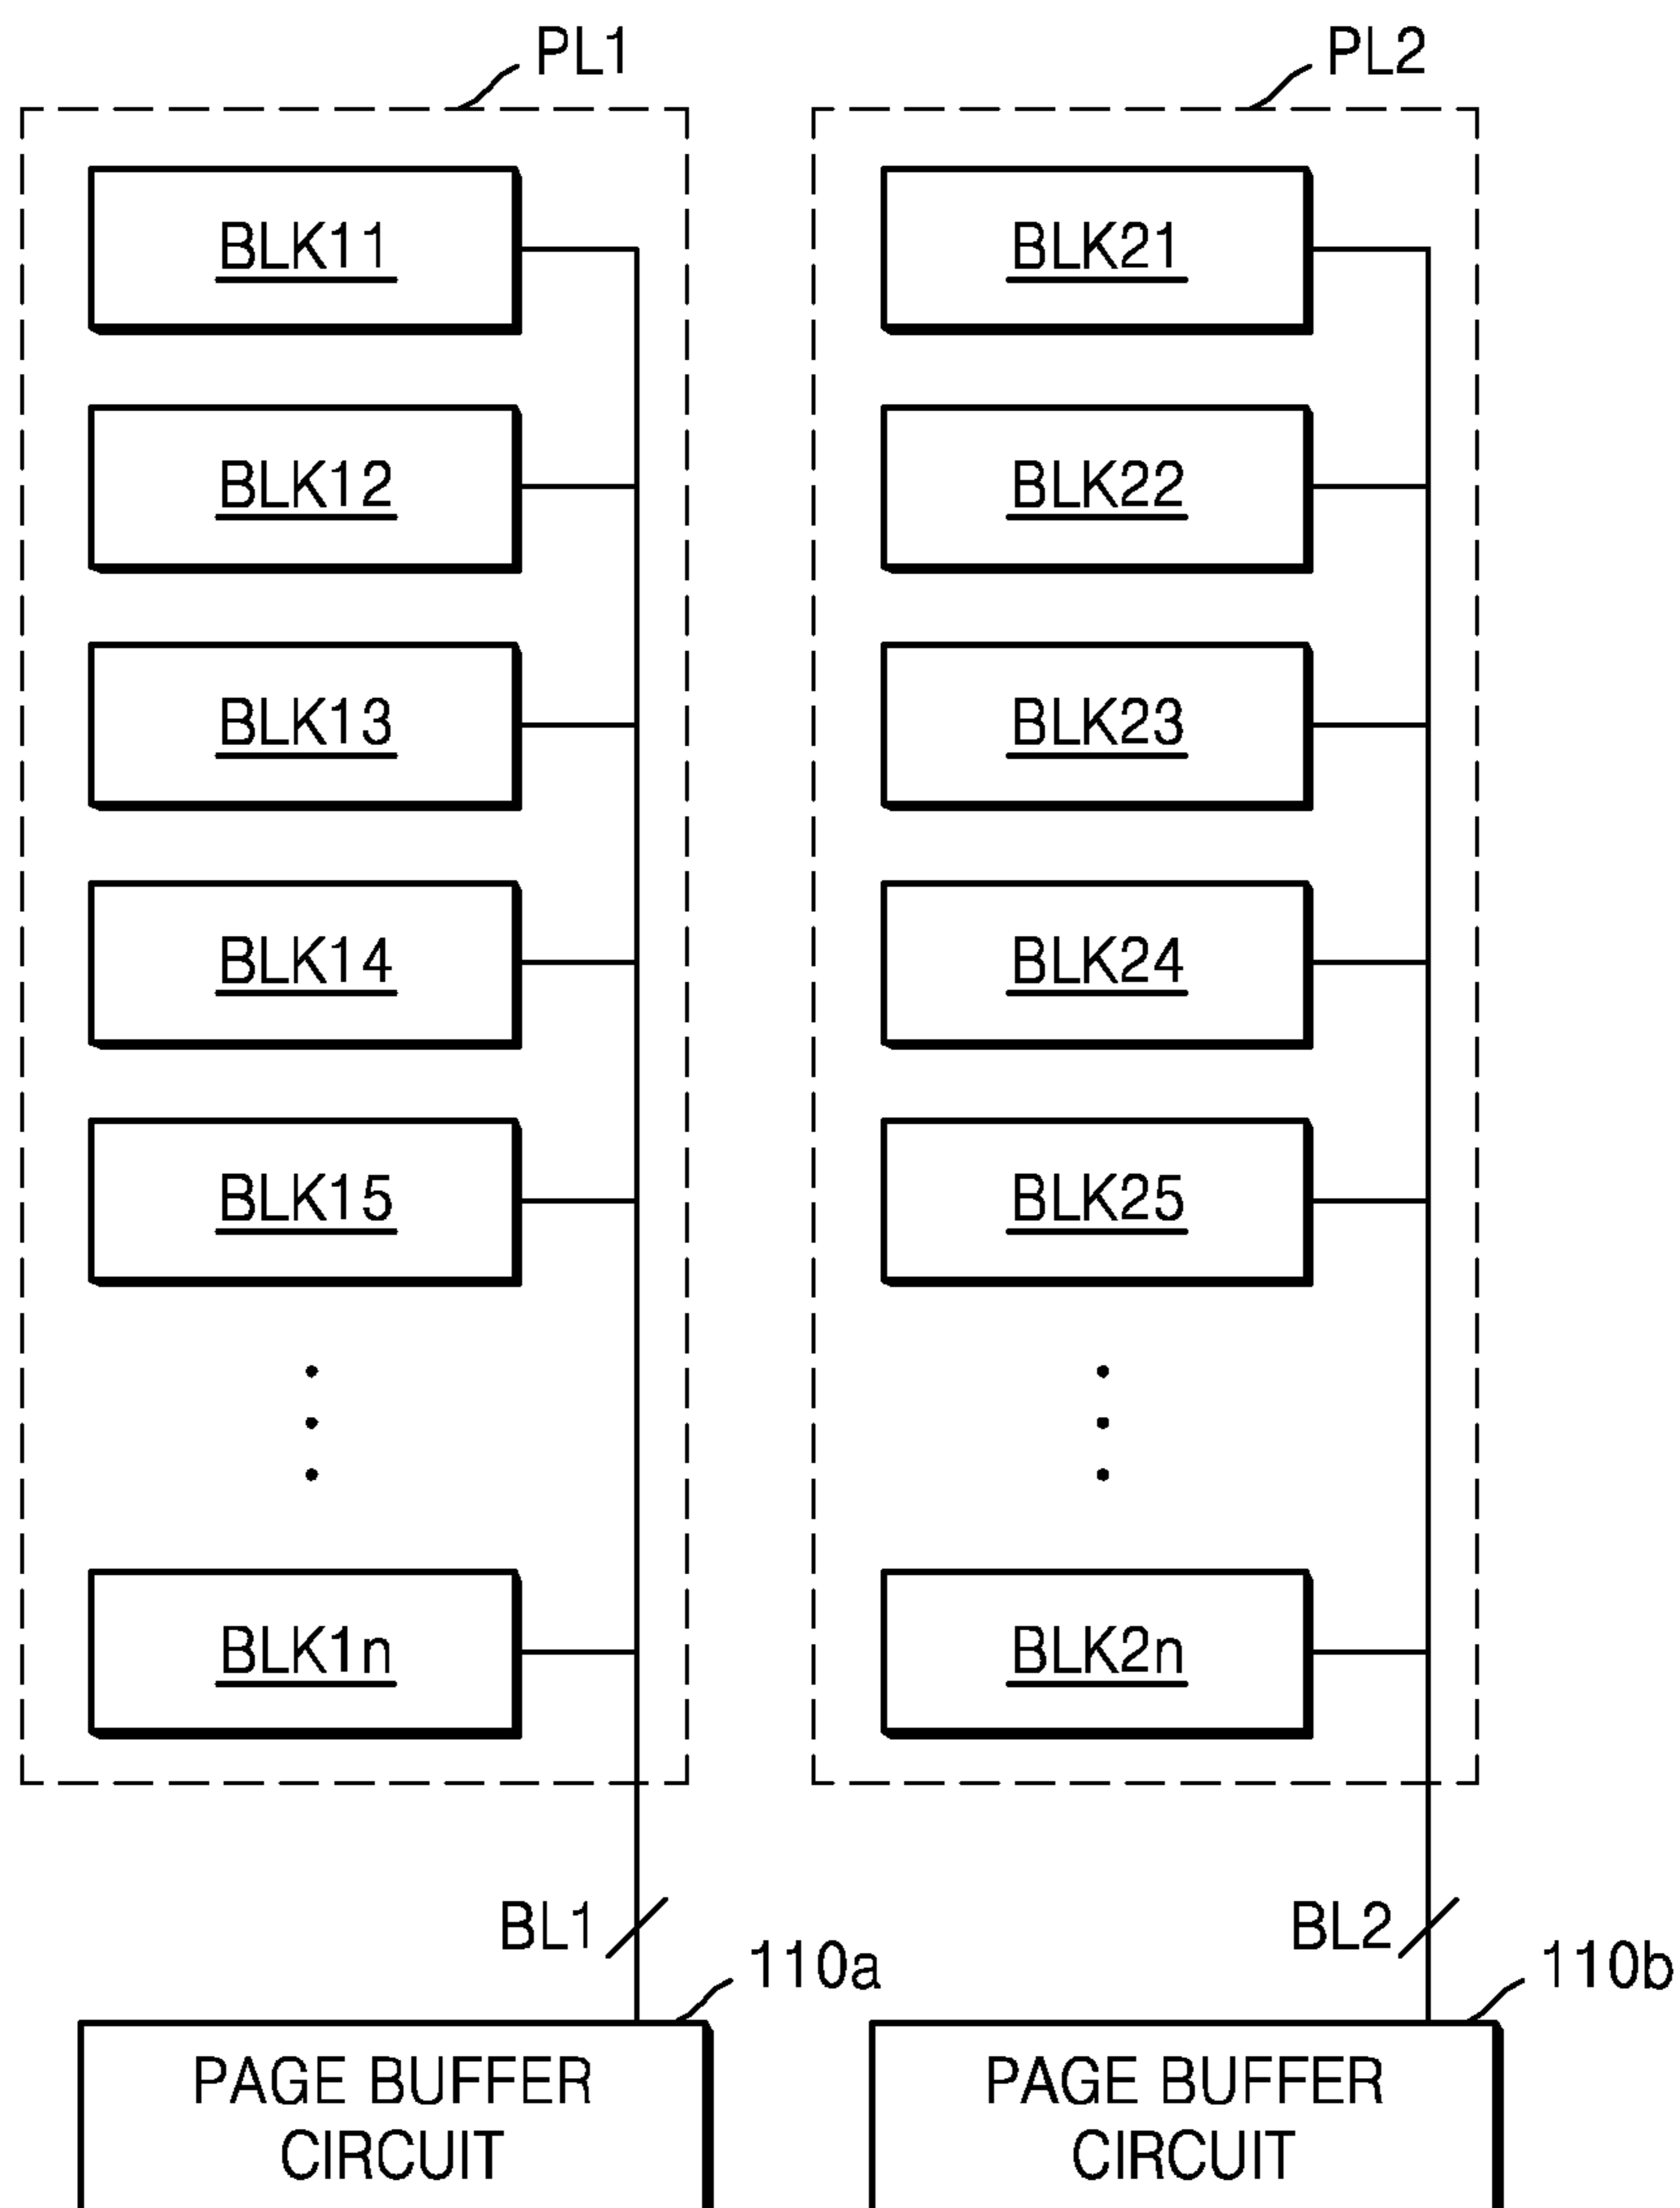 PL1
BLK11
BLK12
BLK13
BLK14
BLK15
BLK1n
BL1
110a
PAGE BUFFER
CIRCUIT
PL2
BLK21
BLK22
BLK23
BLK24
BLK25
BLK2n
BL2
110b
PAGE BUFFER
CIRCUIT